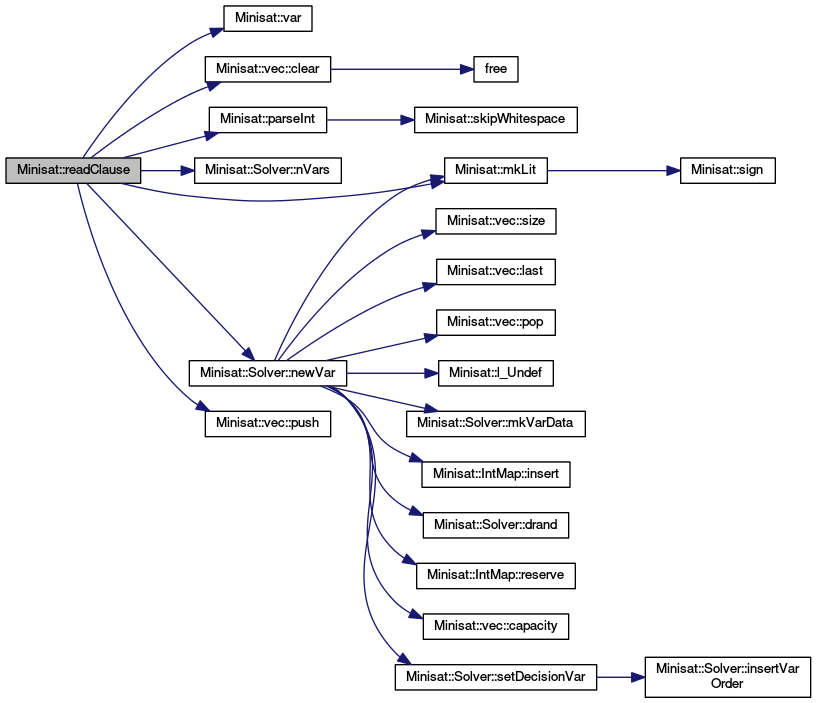 Minisat::var
Minisat::vec::clear
free
Minisat::parseInt
Minisat::skipWhitespace
Minisat::readClause
Minisat::Solver::nVars
Minisat::mkLit
Minisat::sign
Minisat::vec::size
Minisat::vec::last
Minisat::vec::pop
Minisat::Solver::newVar
Minisat::l_Undef
Minisat::vec::push
Minisat::Solver::mkVarData
Minisat::IntMap::insert
Minisat::Solver::drand
Minisat::IntMap::reserve
Minisat::vec::capacity
Minisat::Solver::setDecisionVar
Minisat::Solver::insertVar
Order